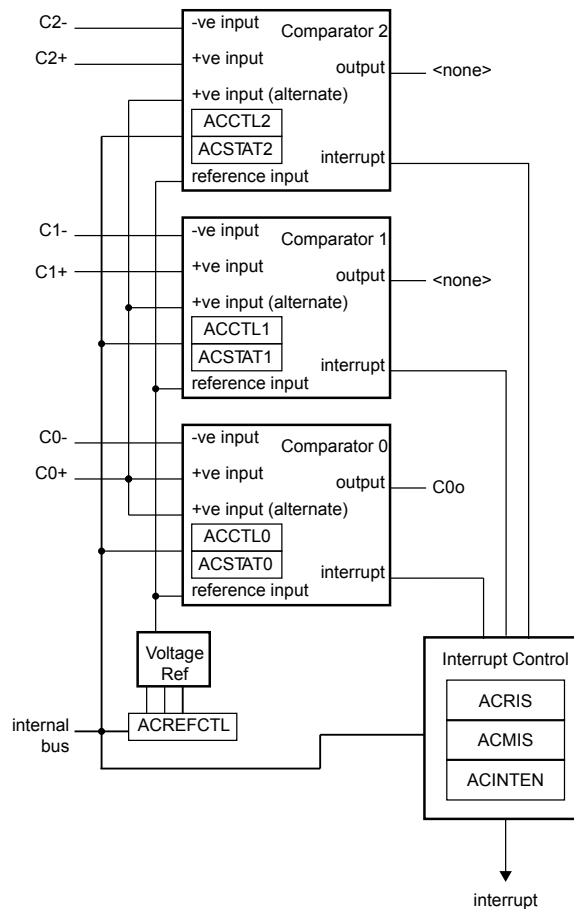 C2-
-ve input
Comparator 2
C2+
+ve input
output
<none>
+ve input (alternate)
ACCTL2
ACSTAT2
interrupt
reference input
C1-
-ve input
Comparator 1
C1+
+ve input
output
<none>
+ve input (alternate)
ACCTL1
ACSTAT1
interrupt
reference input
C0-
-ve input
Comparator 0
C0+
+ve input
output
C0o
+ve input (alternate)
ACCTL0
ACSTAT0
interrupt
reference input
Voltage
Ref
ACREFCTL
internal
bus
Interrupt Control
ACRIS
ACMIS
ACINTEN
interrupt